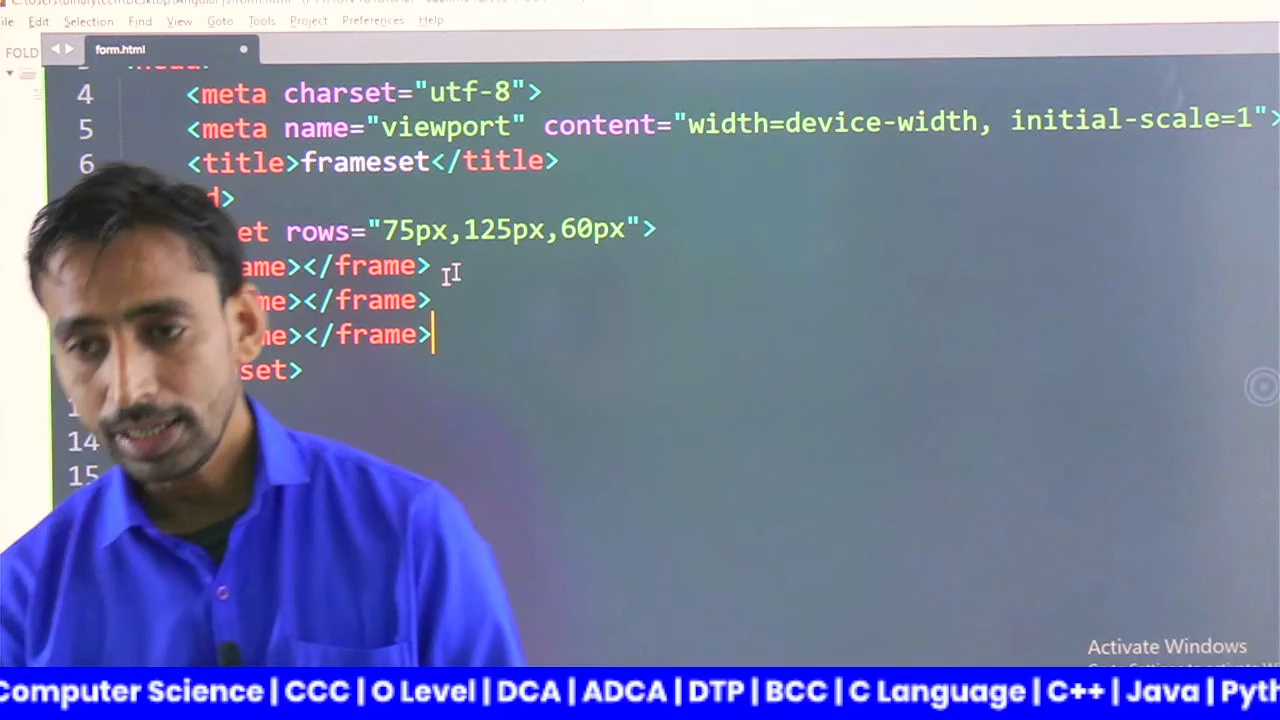 File Edit Selection Find View Goto Tools Project Preferences Help
FOLD
form.html
4 <meta charset="utf-8">
5 <meta name="viewport" content="width=device-width, initial-scale=1">
6 <title>frameset</title>
d>
et rows="75px,125px,60px">
ame></frame>
me></frame>
me></frame>
set>
14
15
Activate Windows
Computer Science | CCC | O Level | DCA | ADCA | DTP | BCC | C Language | C++ | Java | Pyth